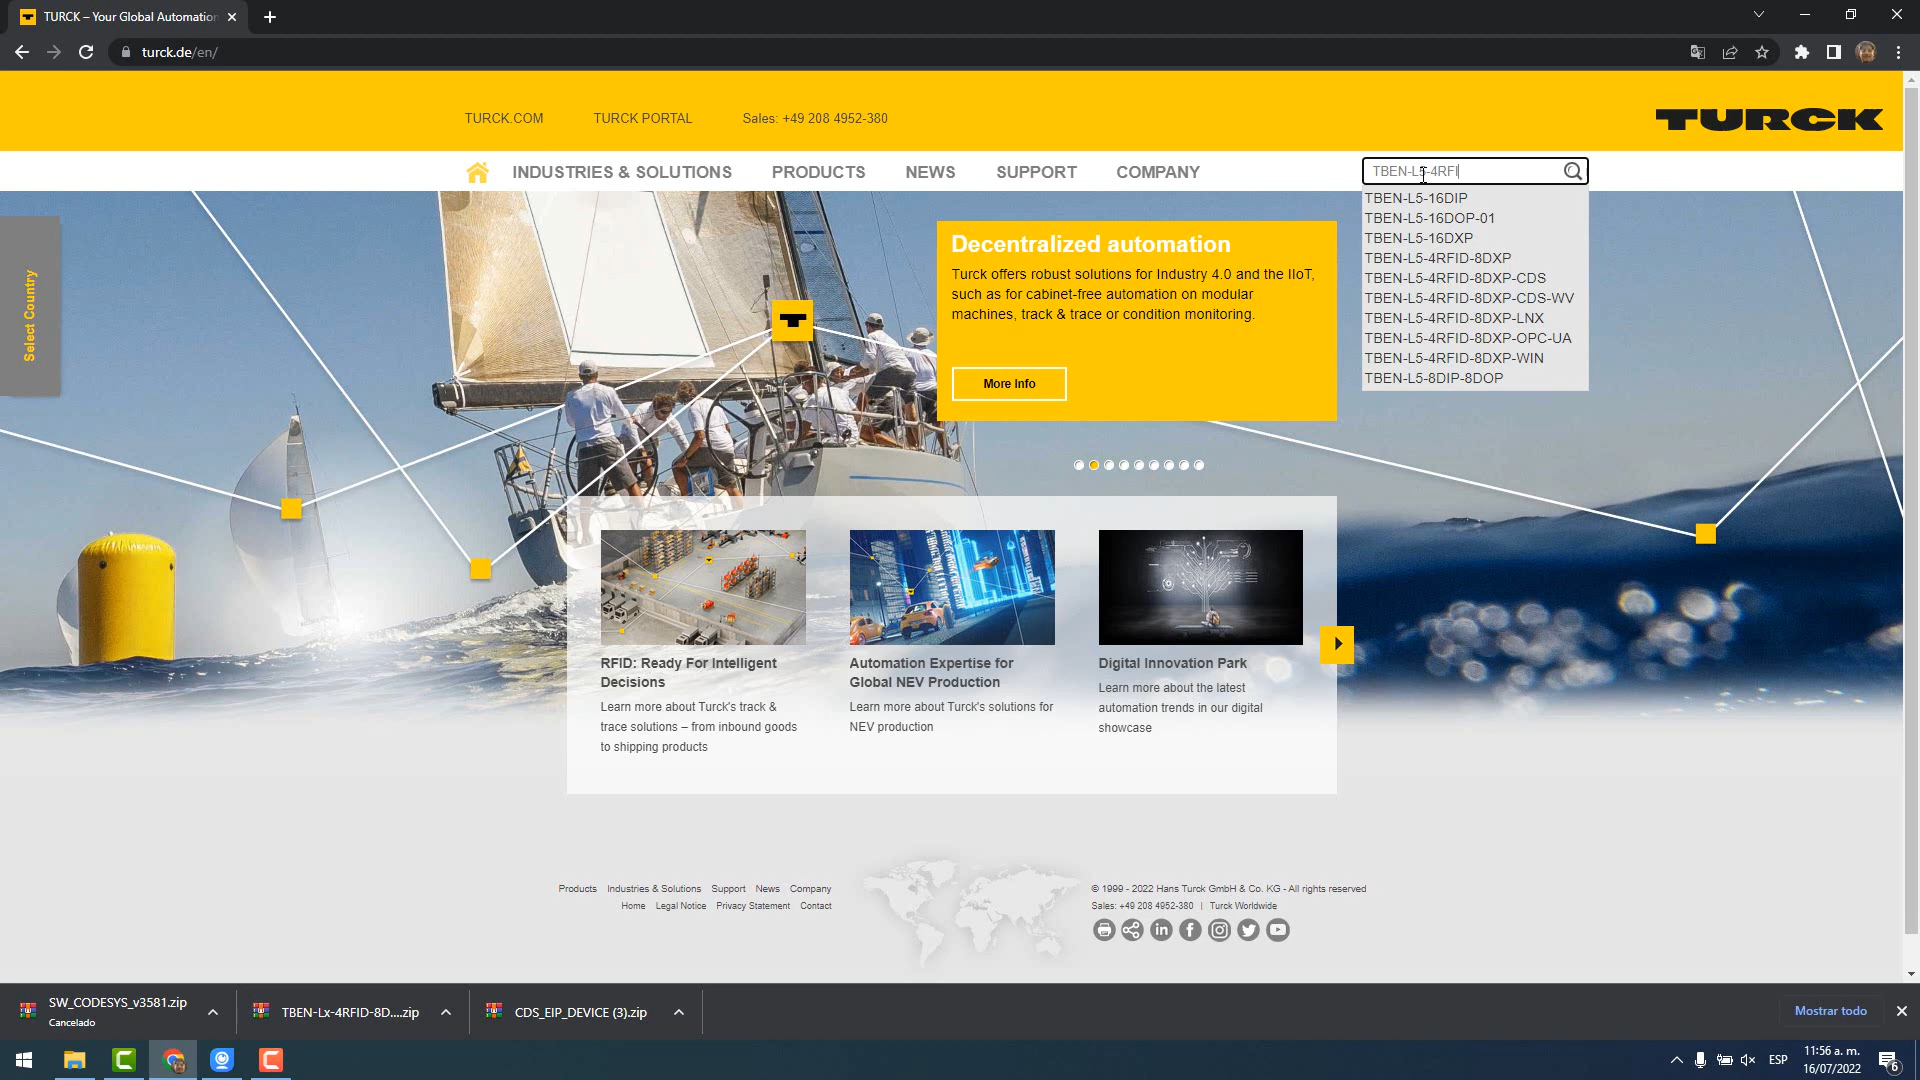 TURCK – Your Global Automation
turck.de/en/
TURCK.COM
TURCK PORTAL
Sales: +49 208 4952-380
TURCK
INDUSTRIES & SOLUTIONS
PRODUCTS
NEWS
SUPPORT
COMPANY
TBEN-L5-4RFI
TBEN-L5-16DIP
TBEN-L5-16DOP-01
TBEN-L5-16DXP
TBEN-L5-4RFID-8DXP
TBEN-L5-4RFID-8DXP-CDS
TBEN-L5-4RFID-8DXP-CDS-WV
TBEN-L5-4RFID-8DXP-LNX
TBEN-L5-4RFID-8DXP-OPC-UA
TBEN-L5-4RFID-8DXP-WIN
TBEN-L5-8DIP-8DOP
Select Country
Decentralized automation
Turck offers robust solutions for Industry 4.0 and the IIoT,
such as for cabinet-free automation on modular
machines, track & trace or condition monitoring.
More Info
RFID: Ready For Intelligent
Decisions
Learn more about Turck's track &
trace solutions – from inbound goods
to shipping products
Automation Expertise for
Global NEV Production
Learn more about Turck's solutions for
NEV production
Digital Innovation Park
Learn more about the latest
automation trends in our digital
showcase
Products Industries & Solutions Support News Company
Home Legal Notice Privacy Statement Contact
© 1999 - 2022 Hans Turck GmbH & Co. KG - All rights reserved
Sales: +49 208 4952-380 | Turck Worldwide
SW_CODESYS_v3581.zip
Cancelado
TBEN-Lx-4RFID-8D....zip
CDS_EIP_DEVICE (3).zip
Mostrar todo
ESP
11:56 a. m.
16/07/2022
6